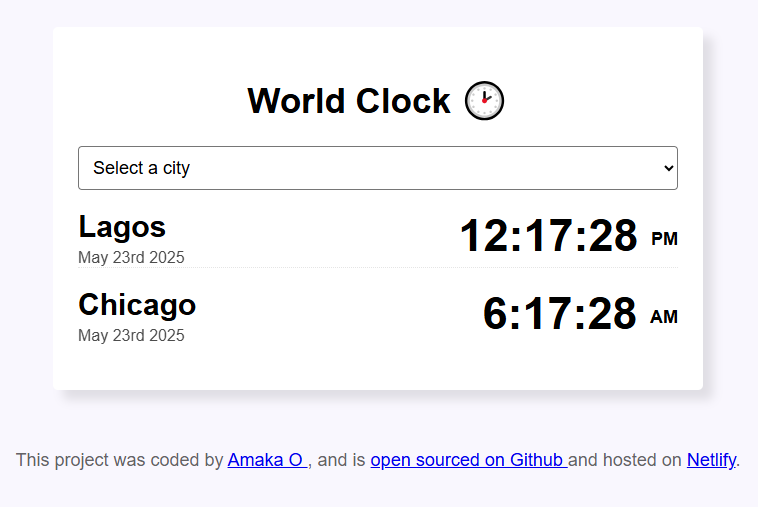 World Clock 🕐
Select a city
Lagos
12:17:28 PM
May 23rd 2025
Chicago
6:17:28 AM
May 23rd 2025
This project was coded by Amaka O , and is open sourced on Github and hosted on Netlify.